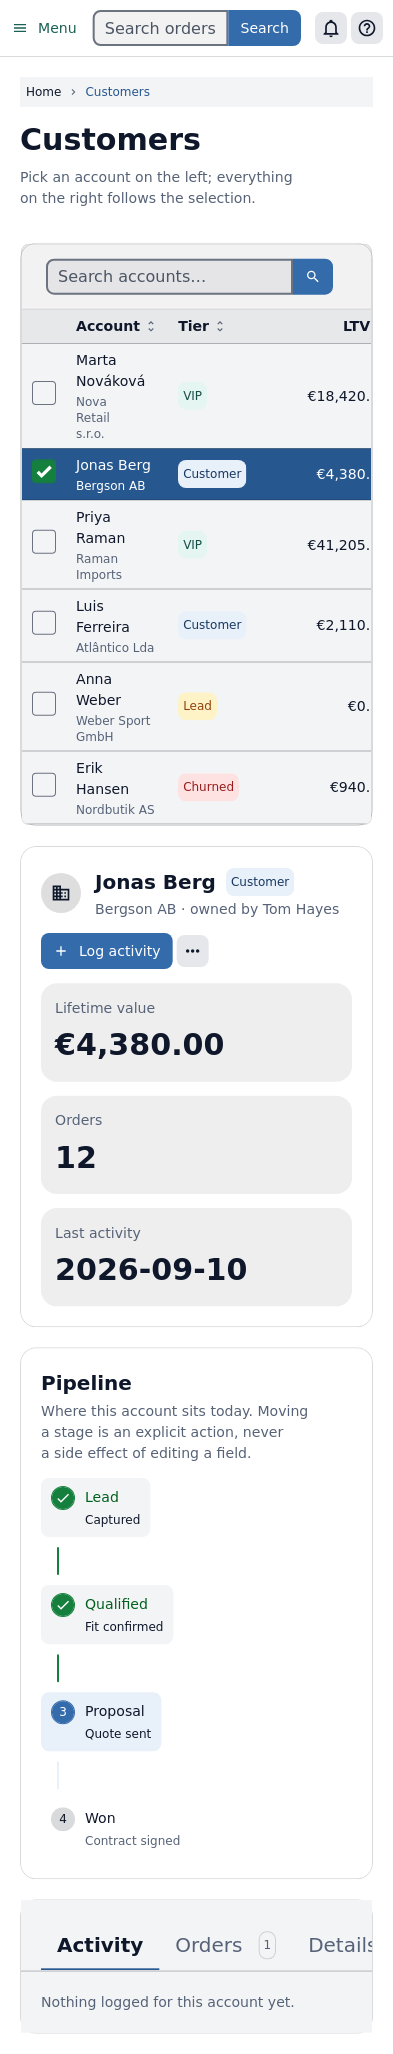 Menu
Search orders
Search
Home › Customers
Customers
Pick an account on the left; everything
on the right follows the selection.
Search accounts...
Account Tier LTV
Marta
Nováková
Nova
Retail
s.r.o.
VIP
€18,420.
Jonas Berg
Bergson AB
Customer
€4,380.
Priya
Raman
Raman
Imports
VIP
€41,205.
Luis
Ferreira
Atlântico Lda
Customer
€2,110.
Anna
Weber
Weber Sport
GmbH
Lead
€0.
Erik
Hansen
Nordbutik AS
Churned
€940.
Jonas Berg Customer
Bergson AB · owned by Tom Hayes
+ Log activity
Lifetime value
€4,380.00
Orders
12
Last activity
2026-09-10
Pipeline
Where this account sits today. Moving
a stage is an explicit action, never
a side effect of editing a field.
Lead
Captured
Qualified
Fit confirmed
3 Proposal
Quote sent
4 Won
Contract signed
Activity Orders 1 Details
Nothing logged for this account yet.